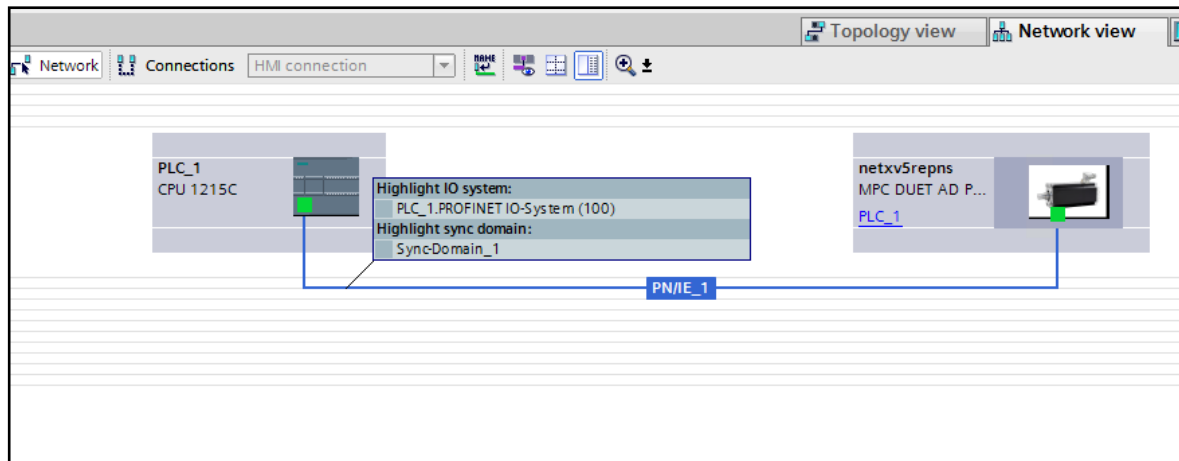 Topology view
Network view
Network
Connections
HMI connection
NAME
PLC_1
CPU 1215C
Highlight IO system:
PLC_1.PROFINET IO-System (100)
Highlight sync domain:
Sync-Domain_1
netxv5repns
MPC DUET AD P...
PLC_1
PN/IE_1